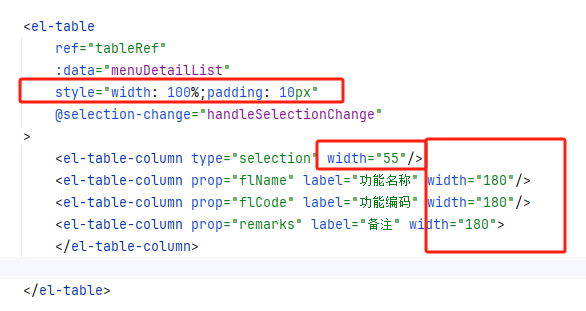 <el-table
ref="tableRef"
:data="menuDetailList"
style="width: 100%;padding: 10px"
@selection-change="handleSelectionChange"
>
<el-table-column type="selection" width="55"/>
<el-table-column prop="flName" label="功能名称" width="180"/>
<el-table-column prop="flCode" label="功能编码" width="180"/>
<el-table-column prop="remarks" label="备注" width="180">
</el-table-column>
</el-table>